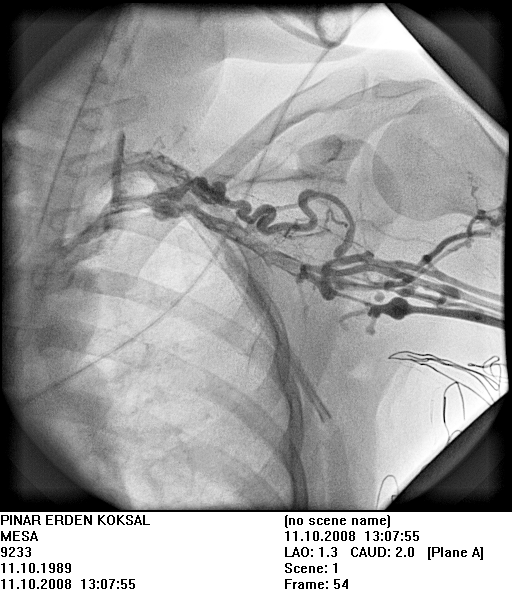 PINAR ERDEN KOKSAL
MESA
9233
11.10.1989
11.10.2008 13:07:55
[no scene name]
11.10.2008 13:07:55
LAO: 1.3 CAUD: 2.0 [Plane A]
Scene: 1
Frame: 54